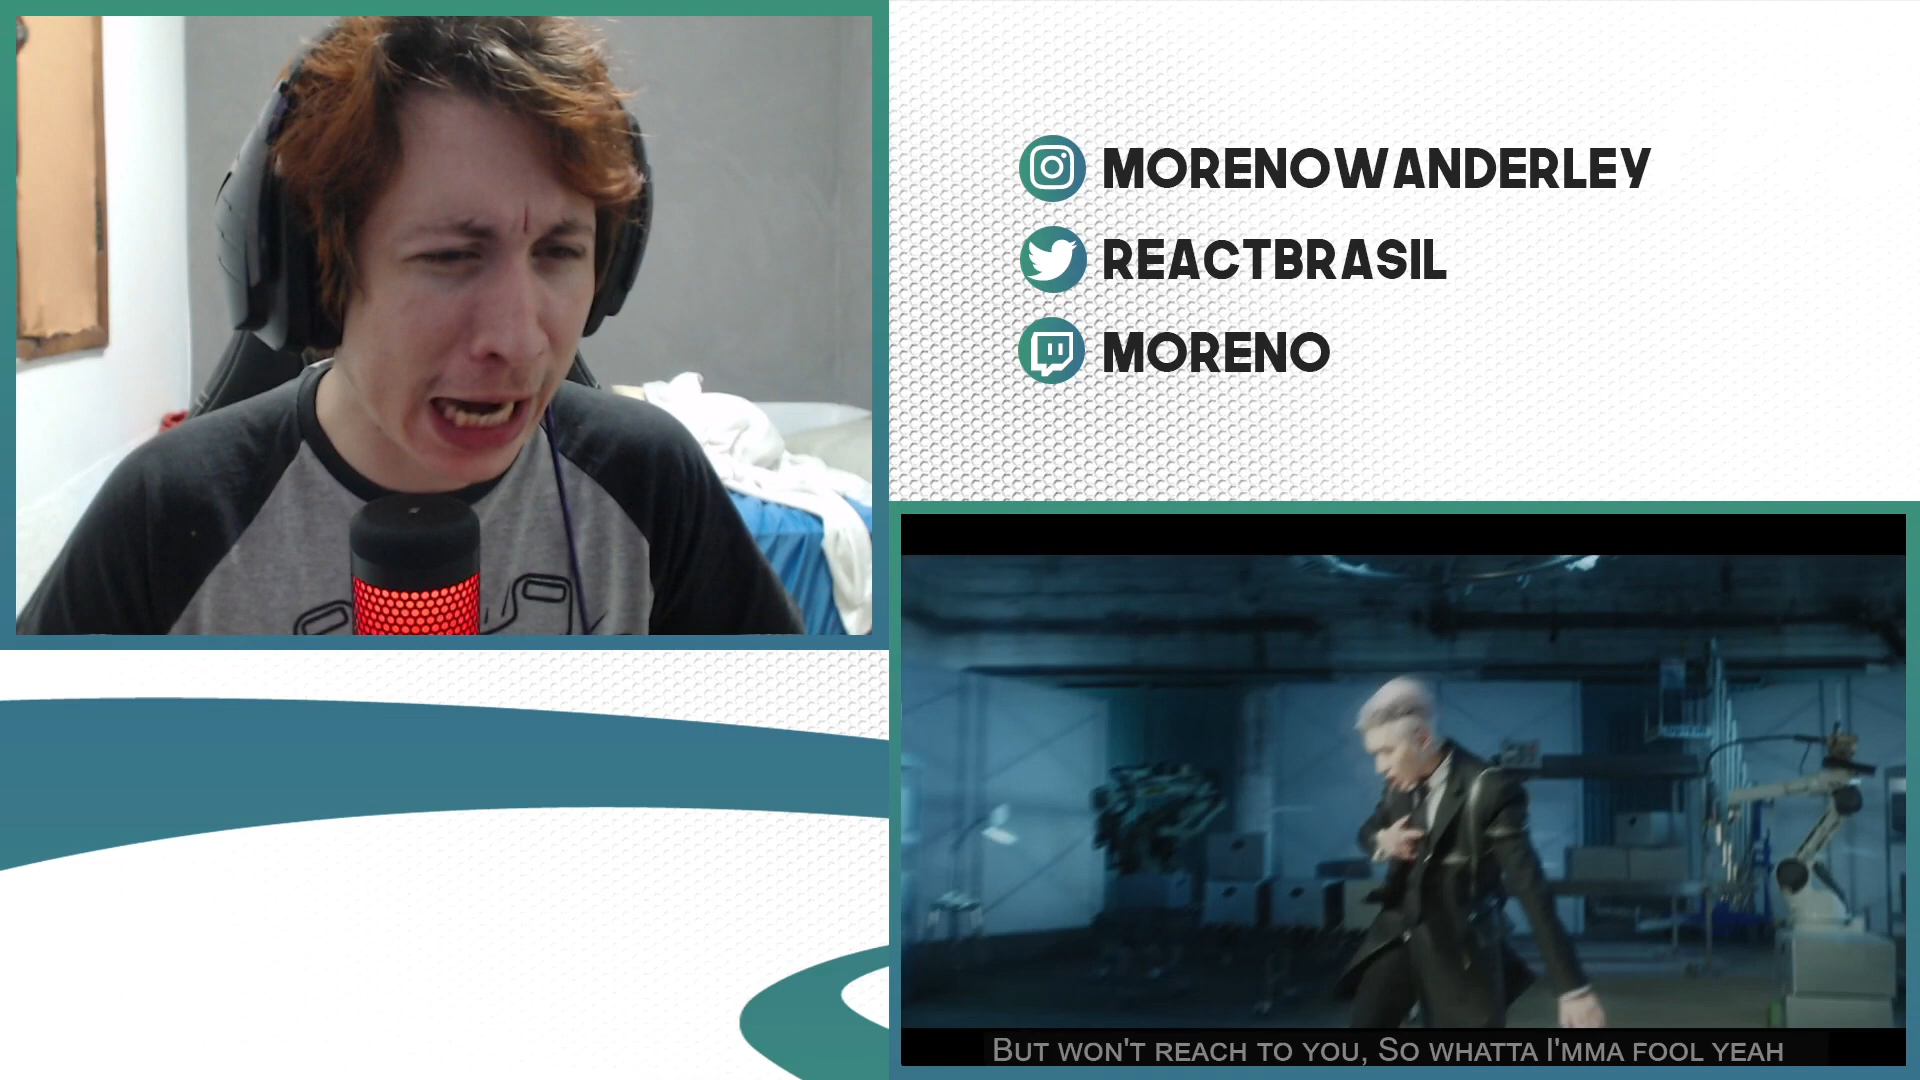 MORENOWANDERLEY
REACTBRASIL
MORENO
BUT WON'T REACH TO YOU, SO WHATTA I'MMA FOOL YEAH